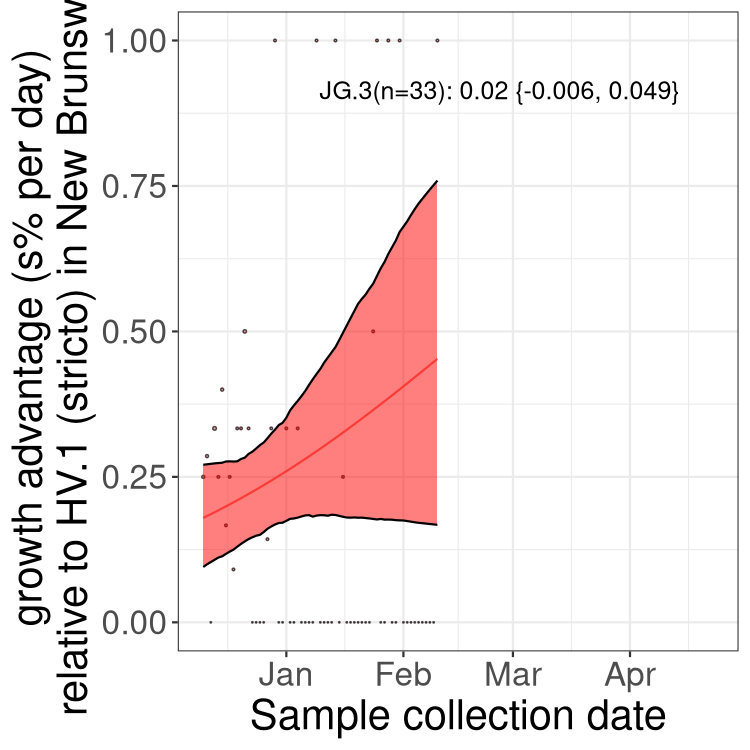 growth advantage (s% per day)
relative to HV.1 (stricto) in New Brunsw
1.00
0.75
0.50
0.25
0.00
JG.3(n=33): 0.02 {-0.006, 0.049}
Jan Feb Mar Apr
Sample collection date